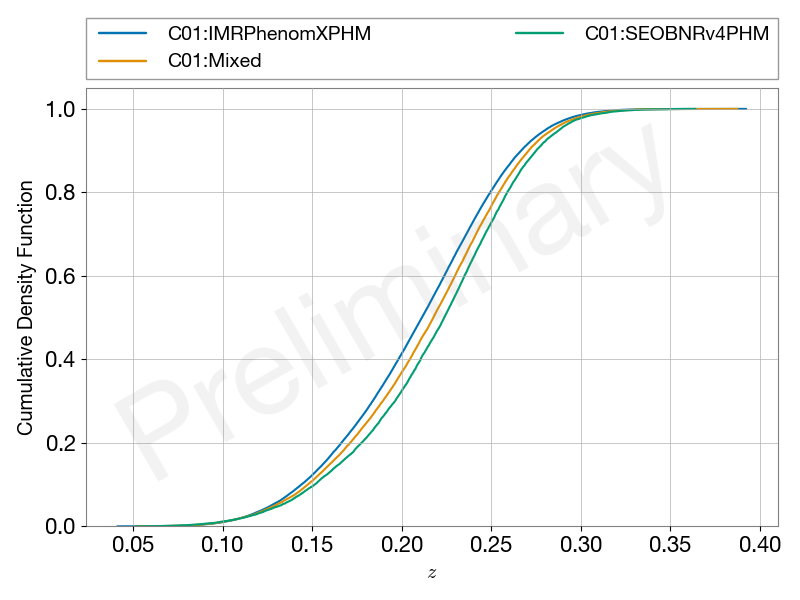 C01:IMRPhenomXPHM
C01:Mixed
C01:SEOBNRv4PHM
Cumulative Density Function
1.0
0.8
0.6
0.4
0.2
0.0
Preliminary
0.05 0.10 0.15 0.20 0.25 0.30 0.35 0.40
z